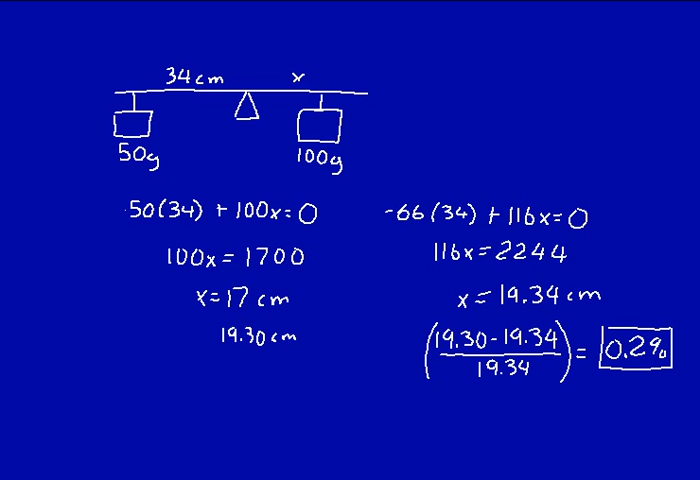 34cm x
50g 100g
-50(34) + 100x = 0
100x = 1700
x = 17 cm
19.30 cm
-66(34) + 116x = 0
116x = 2244
x = 19.34 cm
(19.30 - 19.34 / 19.34) = 0.2%